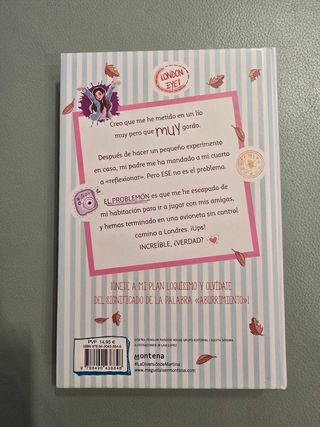 LONDON
EYE!
Creo que me he metido en un lío
muy pero que MUY gordo.
Después de hacer un pequeño experimento
en casa, mi padre me ha mandado a mi cuarto
a «reflexionar». Pero ESE no es el problema.
EL PROBLEMÓN es que me he escapado de
mi habitación para ir a jugar con mis amigas,
y hemos terminado en una avioneta sin control
camino a Londres. ¡Ups!
INCREÍBLE, ¿VERDAD?
¡ÚNETE A MI PLAN LOQUÍSIMO Y OLVÍDATE
DEL SIGNIFICADO DE LA PALABRA «ABURRIMIENTO»!
PVP 14,95 €
montena
#LaDiversióndeMartina
www.megustaleermontena.com